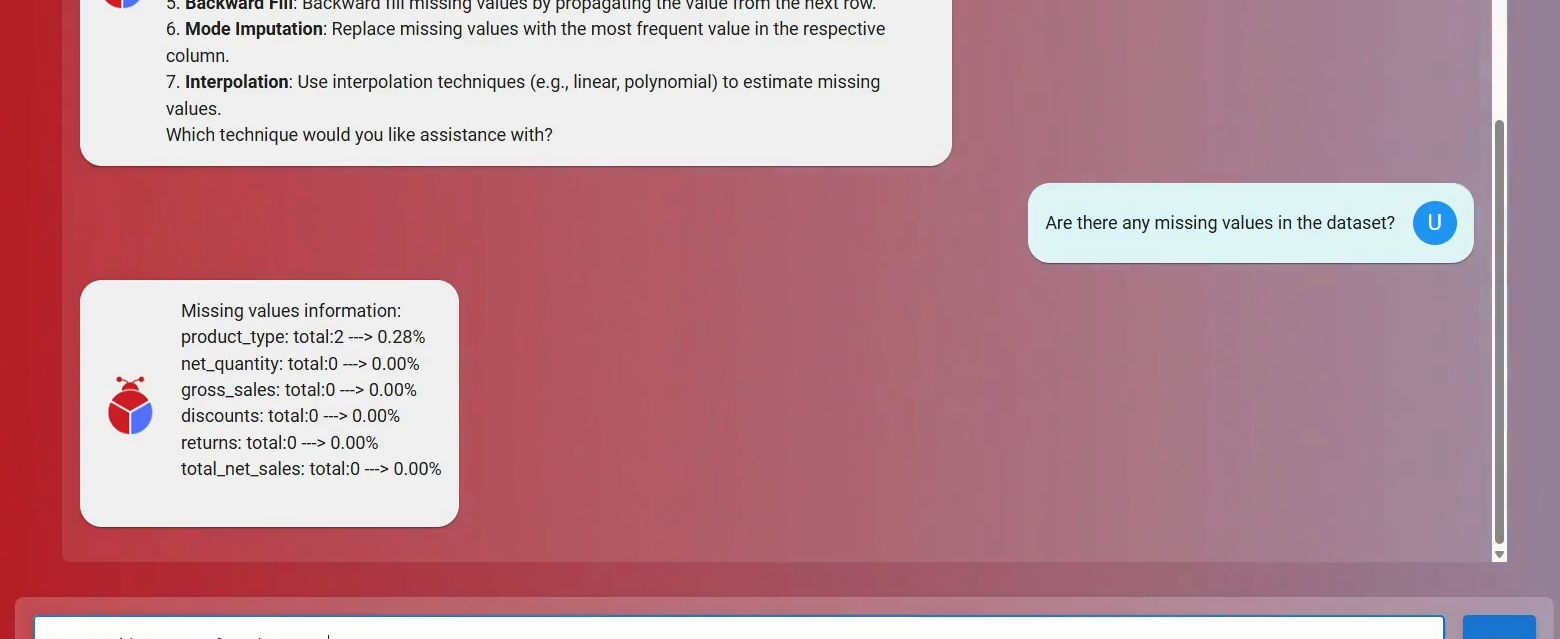 5. Backward Fill: Backward fill missing values by propagating the value from the next row.
6. Mode Imputation: Replace missing values with the most frequent value in the respective
column.
7. Interpolation: Use interpolation techniques (e.g., linear, polynomial) to estimate missing
values.
Which technique would you like assistance with?
Are there any missing values in the dataset?
U
Missing values information:
product_type: total:2 ---> 0.28%
net_quantity: total:0 ---> 0.00%
gross_sales: total:0 ---> 0.00%
discounts: total:0 ---> 0.00%
returns: total:0 ---> 0.00%
total_net_sales: total:0 ---> 0.00%